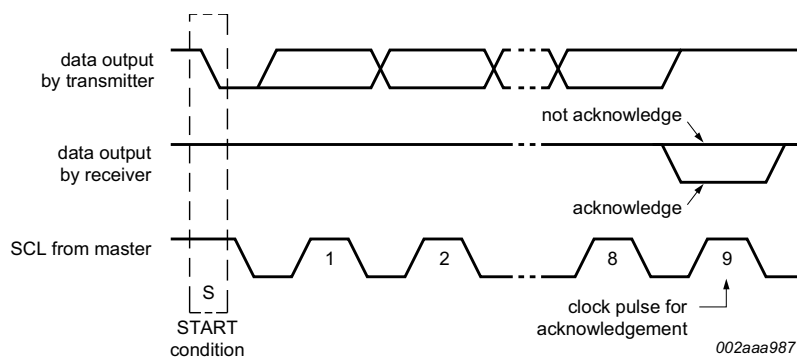 data output
by transmitter
not acknowledge
data output
by receiver
acknowledge
SCL from master
1
2
8
9
S
START
condition
clock pulse for
acknowledgement
002aaa987